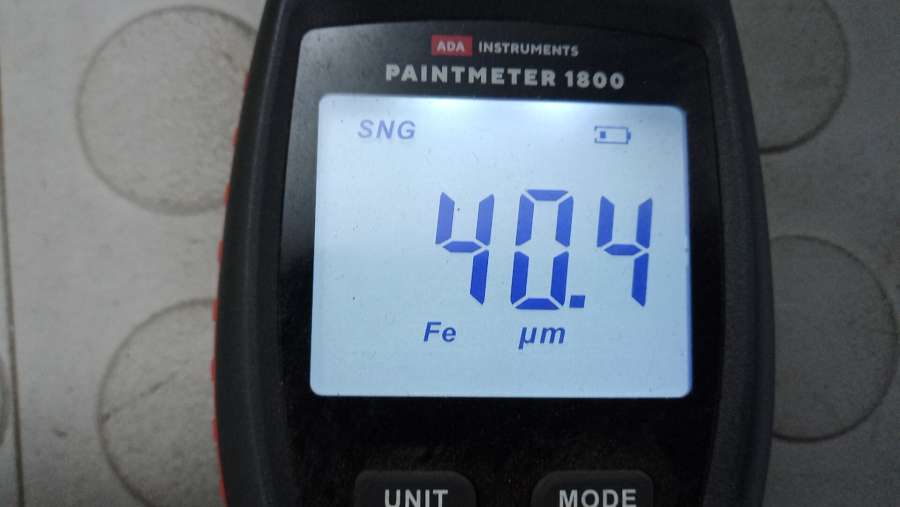 ADA INSTRUMENTS
PAINTMETER 1800
SNG
40.4
Fe µm
UNIT MODE